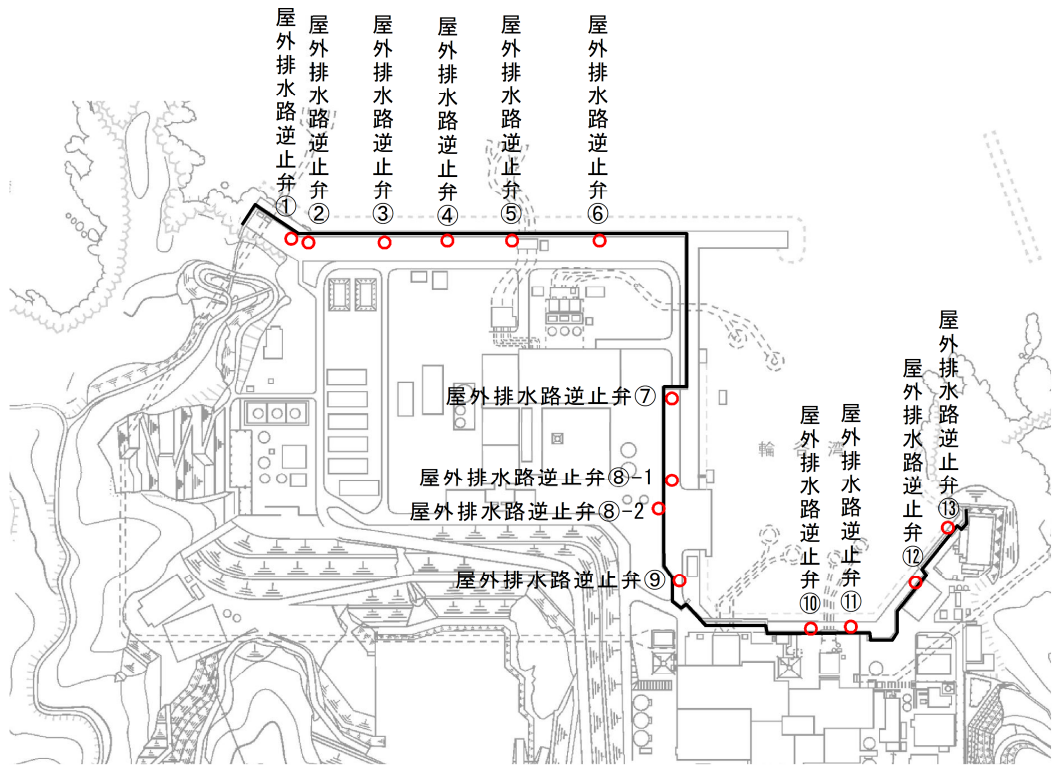 屋外排水路逆止弁①
屋外排水路逆止弁②
屋外排水路逆止弁③
屋外排水路逆止弁④
屋外排水路逆止弁⑤
屋外排水路逆止弁⑥
屋外排水路逆止弁⑦
屋外排水路逆止弁⑧-1
屋外排水路逆止弁⑧-2
屋外排水路逆止弁⑨
屋外排水路逆止弁⑩
屋外排水路逆止弁⑪
屋外排水路逆止弁⑫
屋外排水路逆止弁⑬
輪谷湾